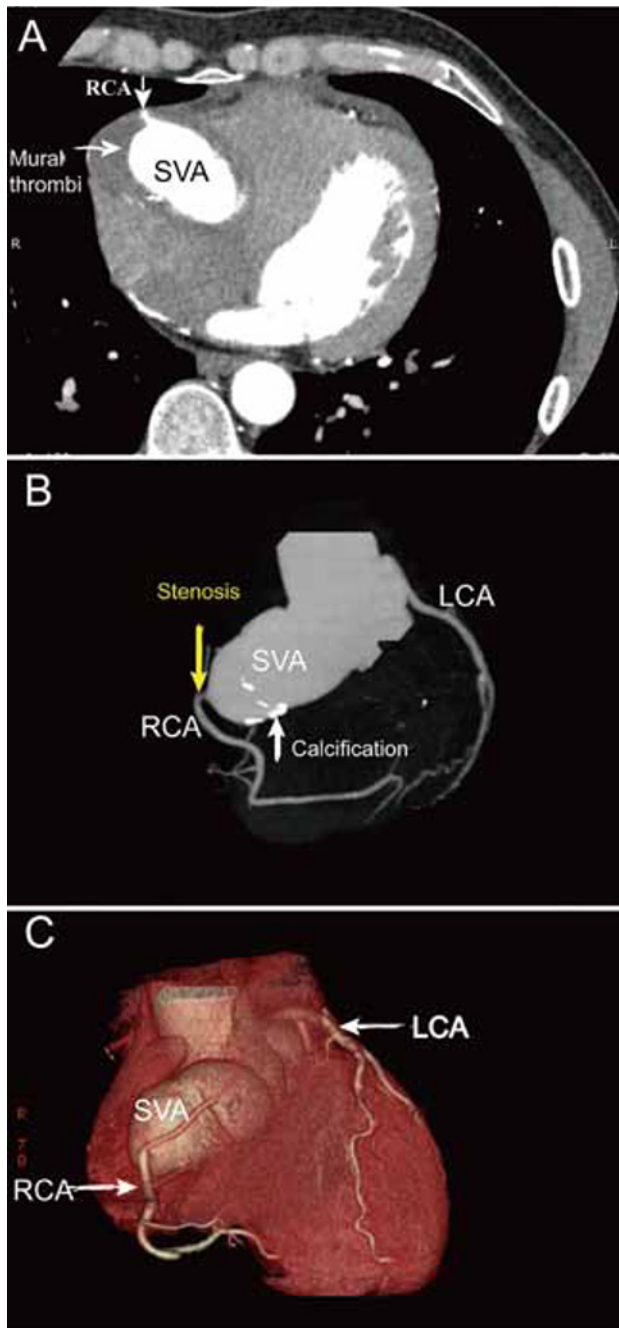 A
RCA
Mural
thrombi
SVA
R
L
B
Stenosis
LCA
SVA
RCA
Calcification
C
LCA
SVA
RCA